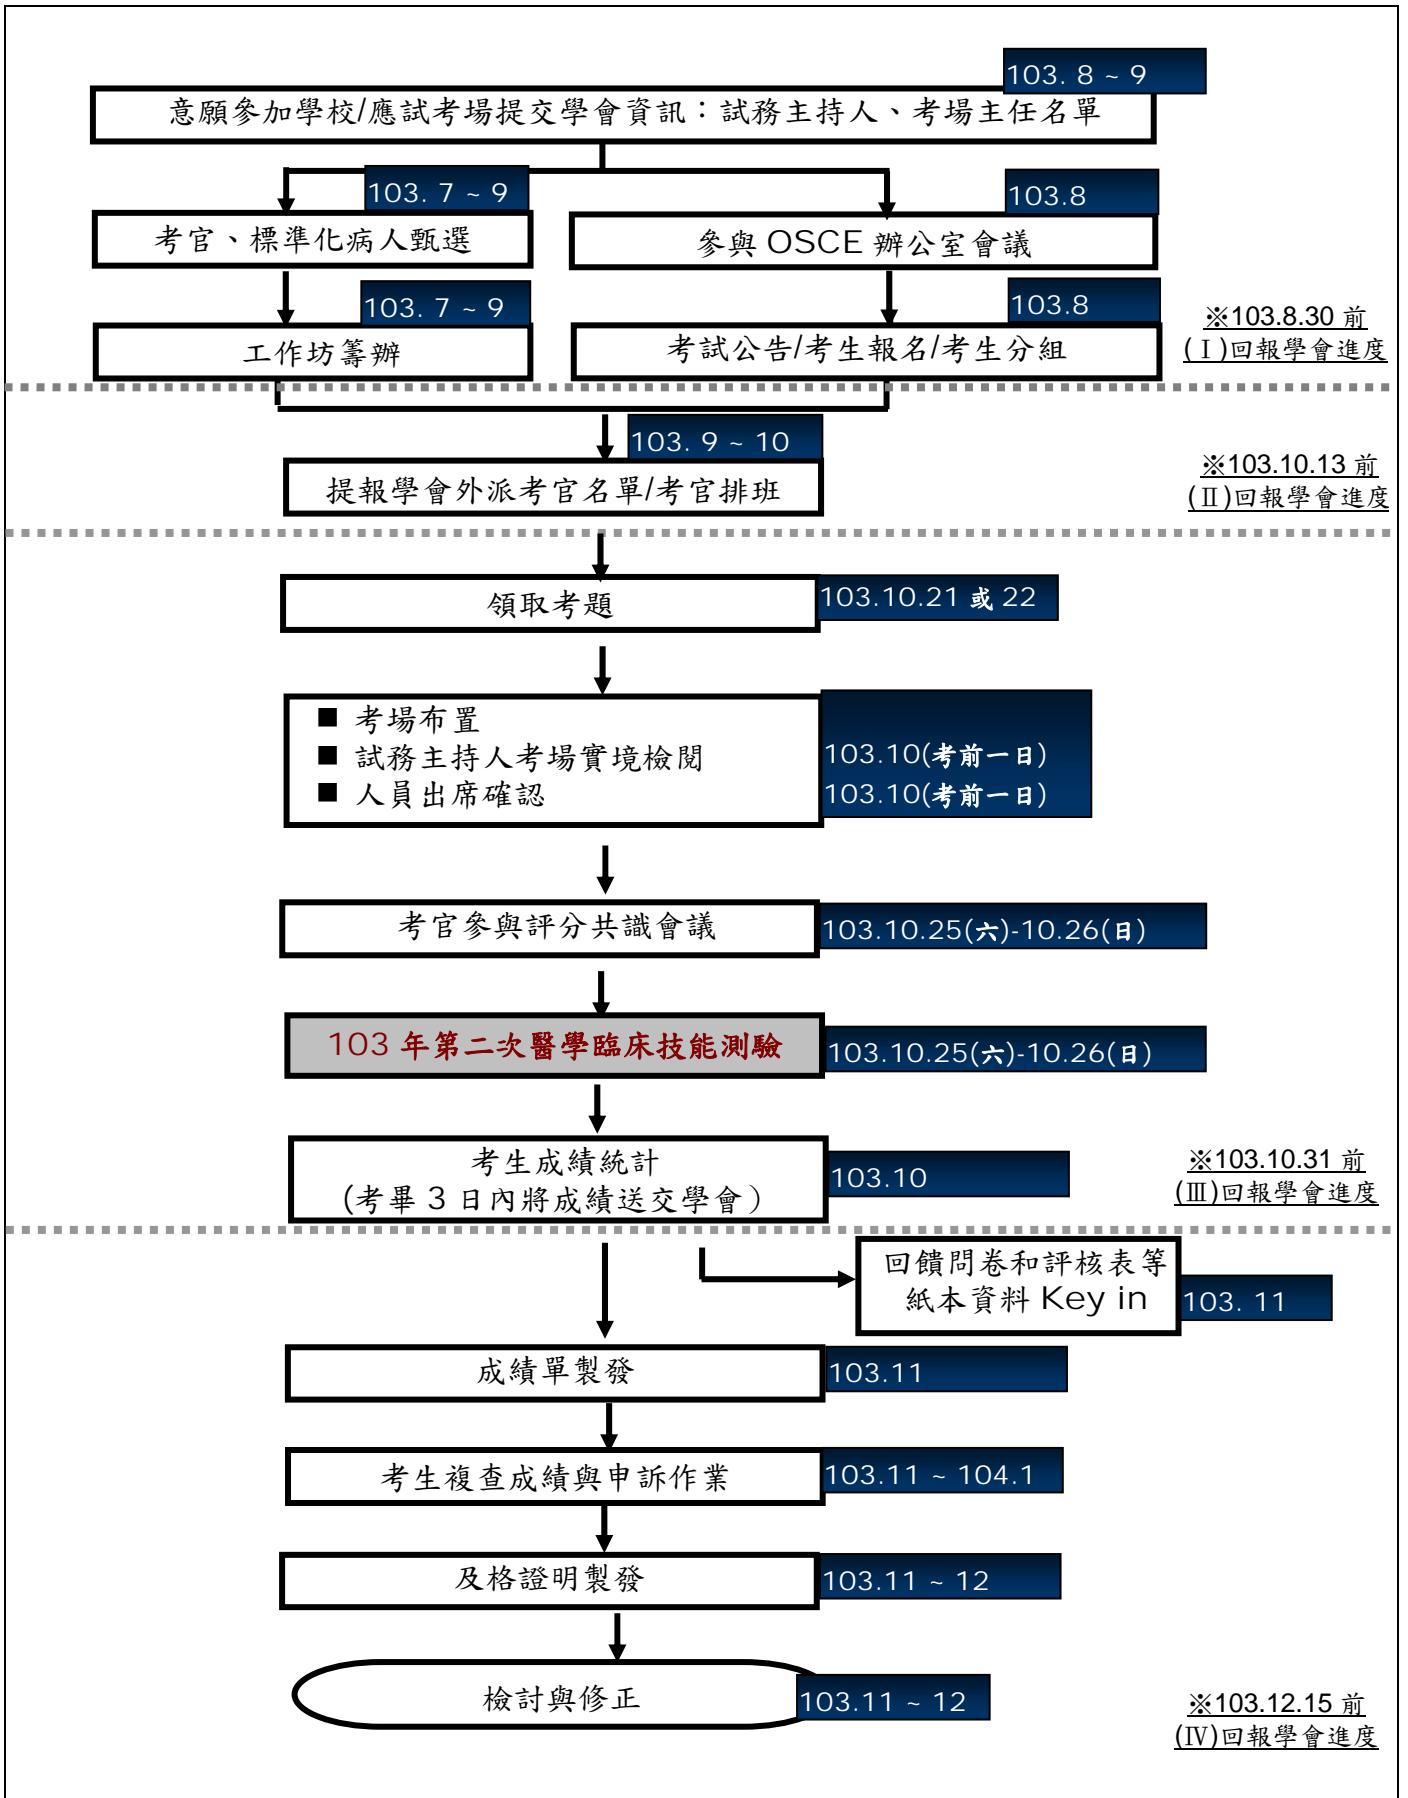 103. 8 ~ 9
意願參加學校/應試考場提交學會資訊：試務主持人、考場主任名單
103. 7 ~ 9
103.8
考官、標準化病人甄選
參與 OSCE 辦公室會議
103. 7 ~ 9
103.8
工作坊籌辦
考試公告/考生報名/考生分組
※103.8.30 前
(Ⅰ)回報學會進度
103. 9 ~ 10
提報學會外派考官名單/考官排班
※103.10.13 前
(Ⅱ)回報學會進度
領取考題
103.10.21 或 22
■ 考場布置
■ 試務主持人考場實境檢閱
103.10(考前一日)
■ 人員出席確認
103.10(考前一日)
考官參與評分共識會議
103.10.25(六)-10.26(日)
103 年第二次醫學臨床技能測驗
103.10.25(六)-10.26(日)
考生成績統計
(考畢 3 日內將成績送交學會）
103.10
※103.10.31 前
(Ⅲ)回報學會進度
回饋問卷和評核表等
紙本資料 Key in
103. 11
成績單製發
103.11
考生複查成績與申訴作業
103.11 ~ 104.1
及格證明製發
103.11 ~ 12
檢討與修正
103.11 ~ 12
※103.12.15 前
(Ⅳ)回報學會進度